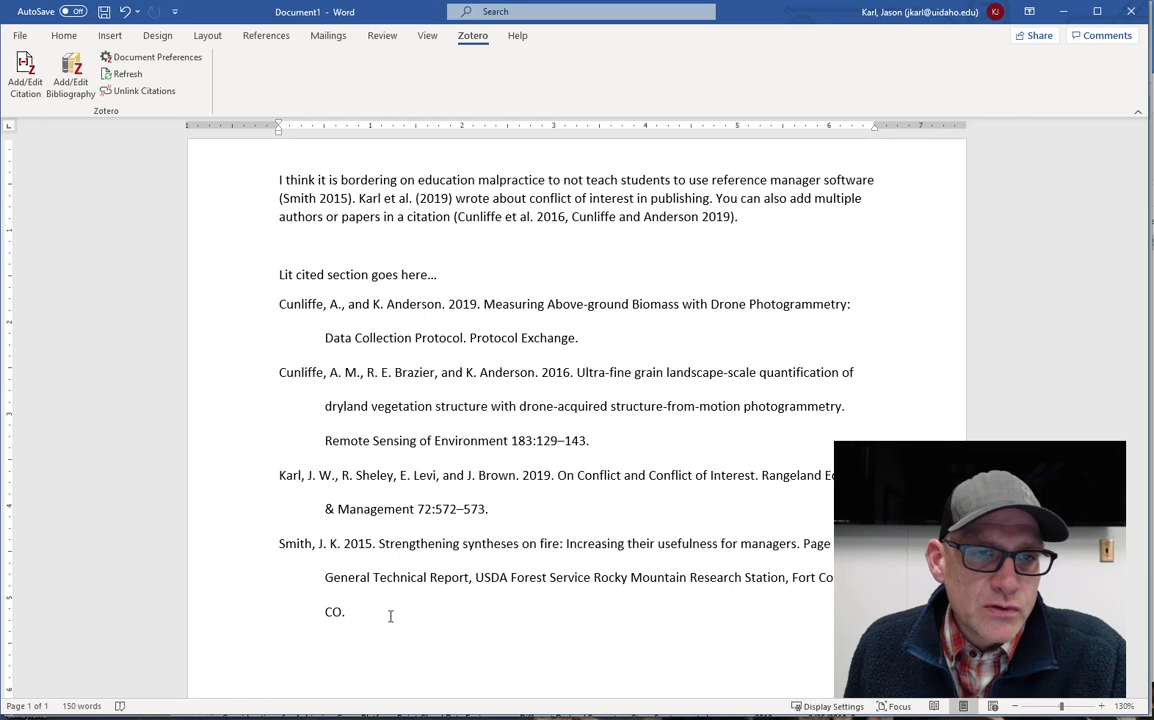 AutoSave Off Document1 - Word Search Karl, Jason (jkarl@uidaho.edu) KJ
File Home Insert Design Layout References Mailings Review View Zotero Help Share Comments
Add/Edit Citation
Add/Edit Bibliography
Document Preferences
Refresh
Unlink Citations
Zotero
1 1 2 3 4 5 6 7
I think it is bordering on education malpractice to not teach students to use reference manager software
(Smith 2015). Karl et al. (2019) wrote about conflict of interest in publishing. You can also add multiple
authors or papers in a citation (Cunliffe et al. 2016, Cunliffe and Anderson 2019).
Lit cited section goes here…
Cunliffe, A., and K. Anderson. 2019. Measuring Above-ground Biomass with Drone Photogrammetry:
Data Collection Protocol. Protocol Exchange.
Cunliffe, A. M., R. E. Brazier, and K. Anderson. 2016. Ultra-fine grain landscape-scale quantification of
dryland vegetation structure with drone-acquired structure-from-motion photogrammetry.
Remote Sensing of Environment 183:129–143.
Karl, J. W., R. Sheley, E. Levi, and J. Brown. 2019. On Conflict and Conflict of Interest. Rangeland
& Management 72:572–573.
Smith, J. K. 2015. Strengthening syntheses on fire: Increasing their usefulness for managers. Page
General Technical Report, USDA Forest Service Rocky Mountain Research Station, Fort
CO.
Page 1 of 1 150 words Display Settings Focus 130%